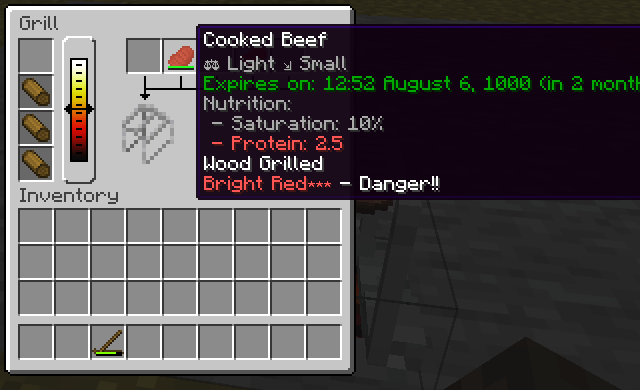 Grill
Cooked Beef
⚖ Light ⇲ Small
Expires on: 12:52 August 6, 1000 (in 2 month
Nutrition:
- Saturation: 10%
- Protein: 2.5
Wood Grilled
Bright Red*** - Danger!!
Inventory